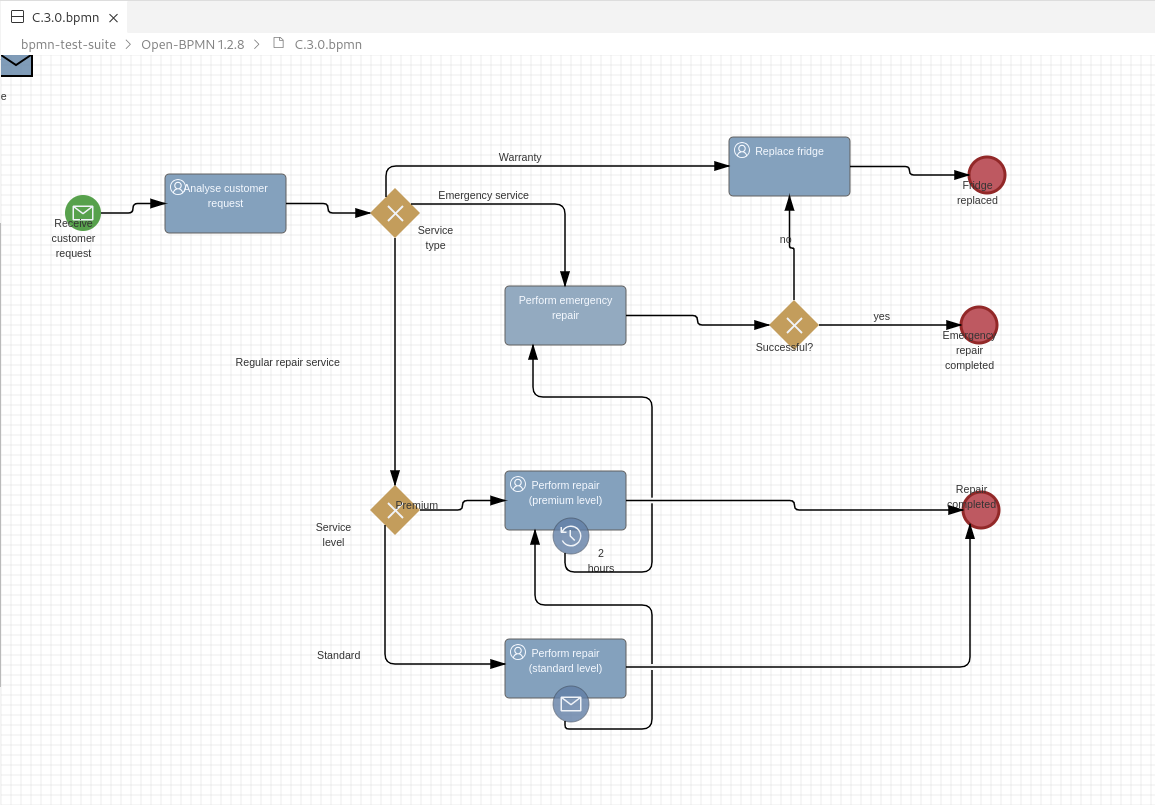 C.3.0.bpmn
bpmn-test-suite > Open-BPMN 1.2.8 > C.3.0.bpmn
e
Receive
customer
request
Analyse customer
request
Service
type
Warranty
Emergency service
Replace fridge
Fridge
replaced
no
Perform emergency
repair
Successful?
yes
Emergency
repair
completed
Regular repair service
Service
level
Premium
Perform repair
(premium level)
2
hours
Repair
completed
Standard
Perform repair
(standard level)